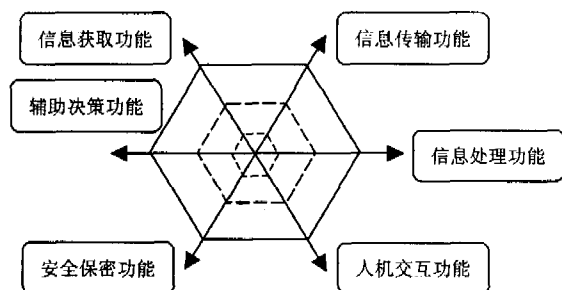 信息获取功能
信息传输功能
辅助决策功能
信息处理功能
安全保密功能
人机交互功能